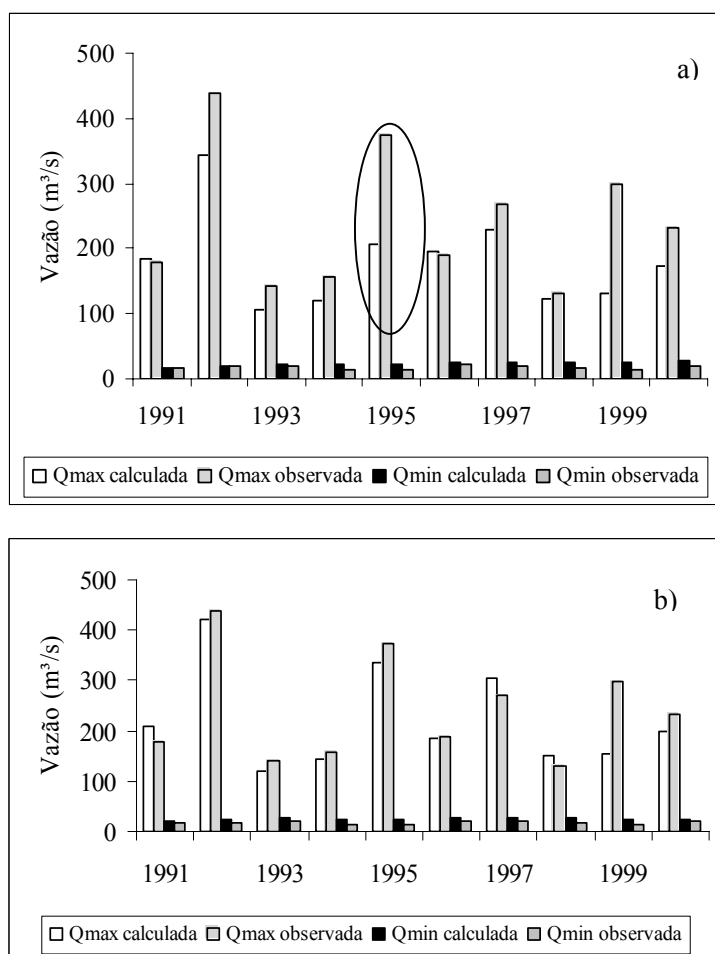 a)
500
400
300
200
100
0
Vazão (m³/s)
1991 1993 1995 1997 1999
Qmax calculada Qmax observada Qmin calculada Qmin observada
b)
500
400
300
200
100
0
Vazão (m³/s)
1991 1993 1995 1997 1999
Qmax calculada Qmax observada Qmin calculada Qmin observada